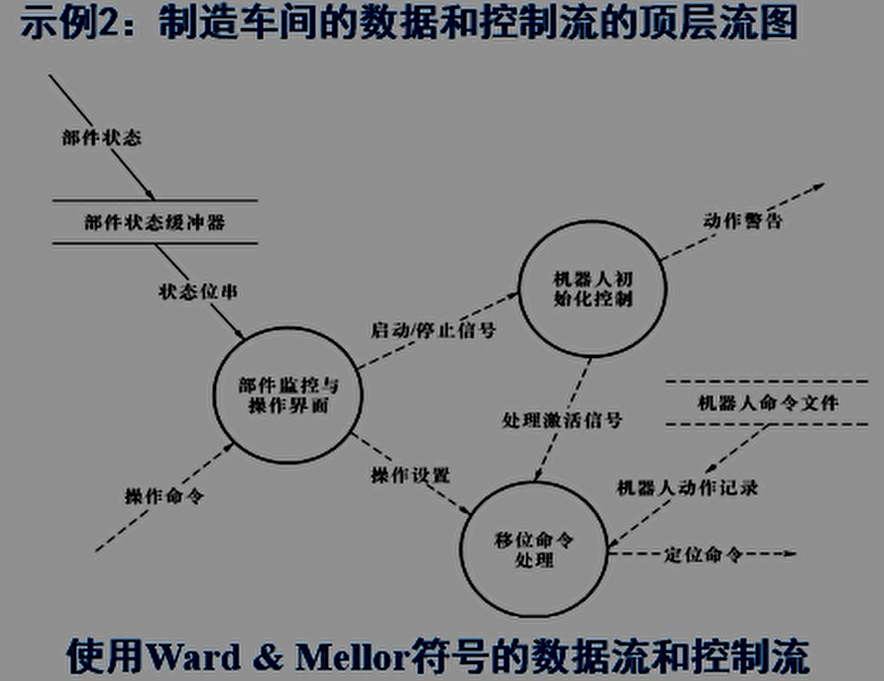 示例2：制造车间的数据和控制流的顶层流图
部件状态
部件状态缓冲器
状态位串
动作警告
机器人初
始化控制
启动/停止信号
部件监控与
操作界面
机器人命令文件
处理激活信号
操作设置
操作命令
机器人动作记录
移位命令
处理
定位命令
使用Ward & Mellor符号的数据流和控制流